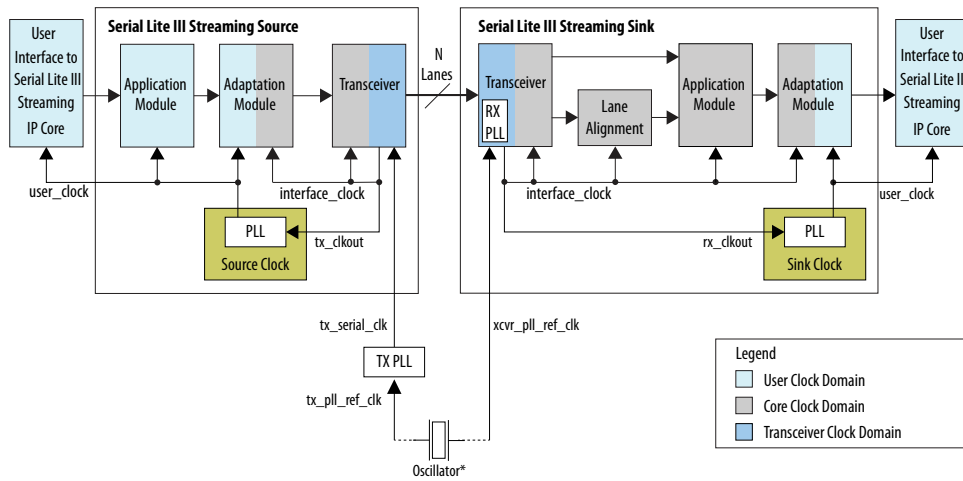 Serial Lite III Streaming Source
Serial Lite III Streaming Sink
User
Interface to
Serial Lite III
Streaming
IP Core
Application
Module
Adaptation
Module
Transceiver
N
Lanes
Transceiver
RX
PLL
Lane
Alignment
Application
Module
Adaptation
Module
User
Interface to
Serial Lite II
Streaming
IP Core
user_clock
interface_clock
interface_clock
user_clock
PLL
Source Clock
tx_clkout
rx_clkout
PLL
Sink Clock
tx_serial_clk
xcvr_pll_ref_clk
TX PLL
tx_pll_ref_clk
Oscillator*
Legend
User Clock Domain
Core Clock Domain
Transceiver Clock Domain